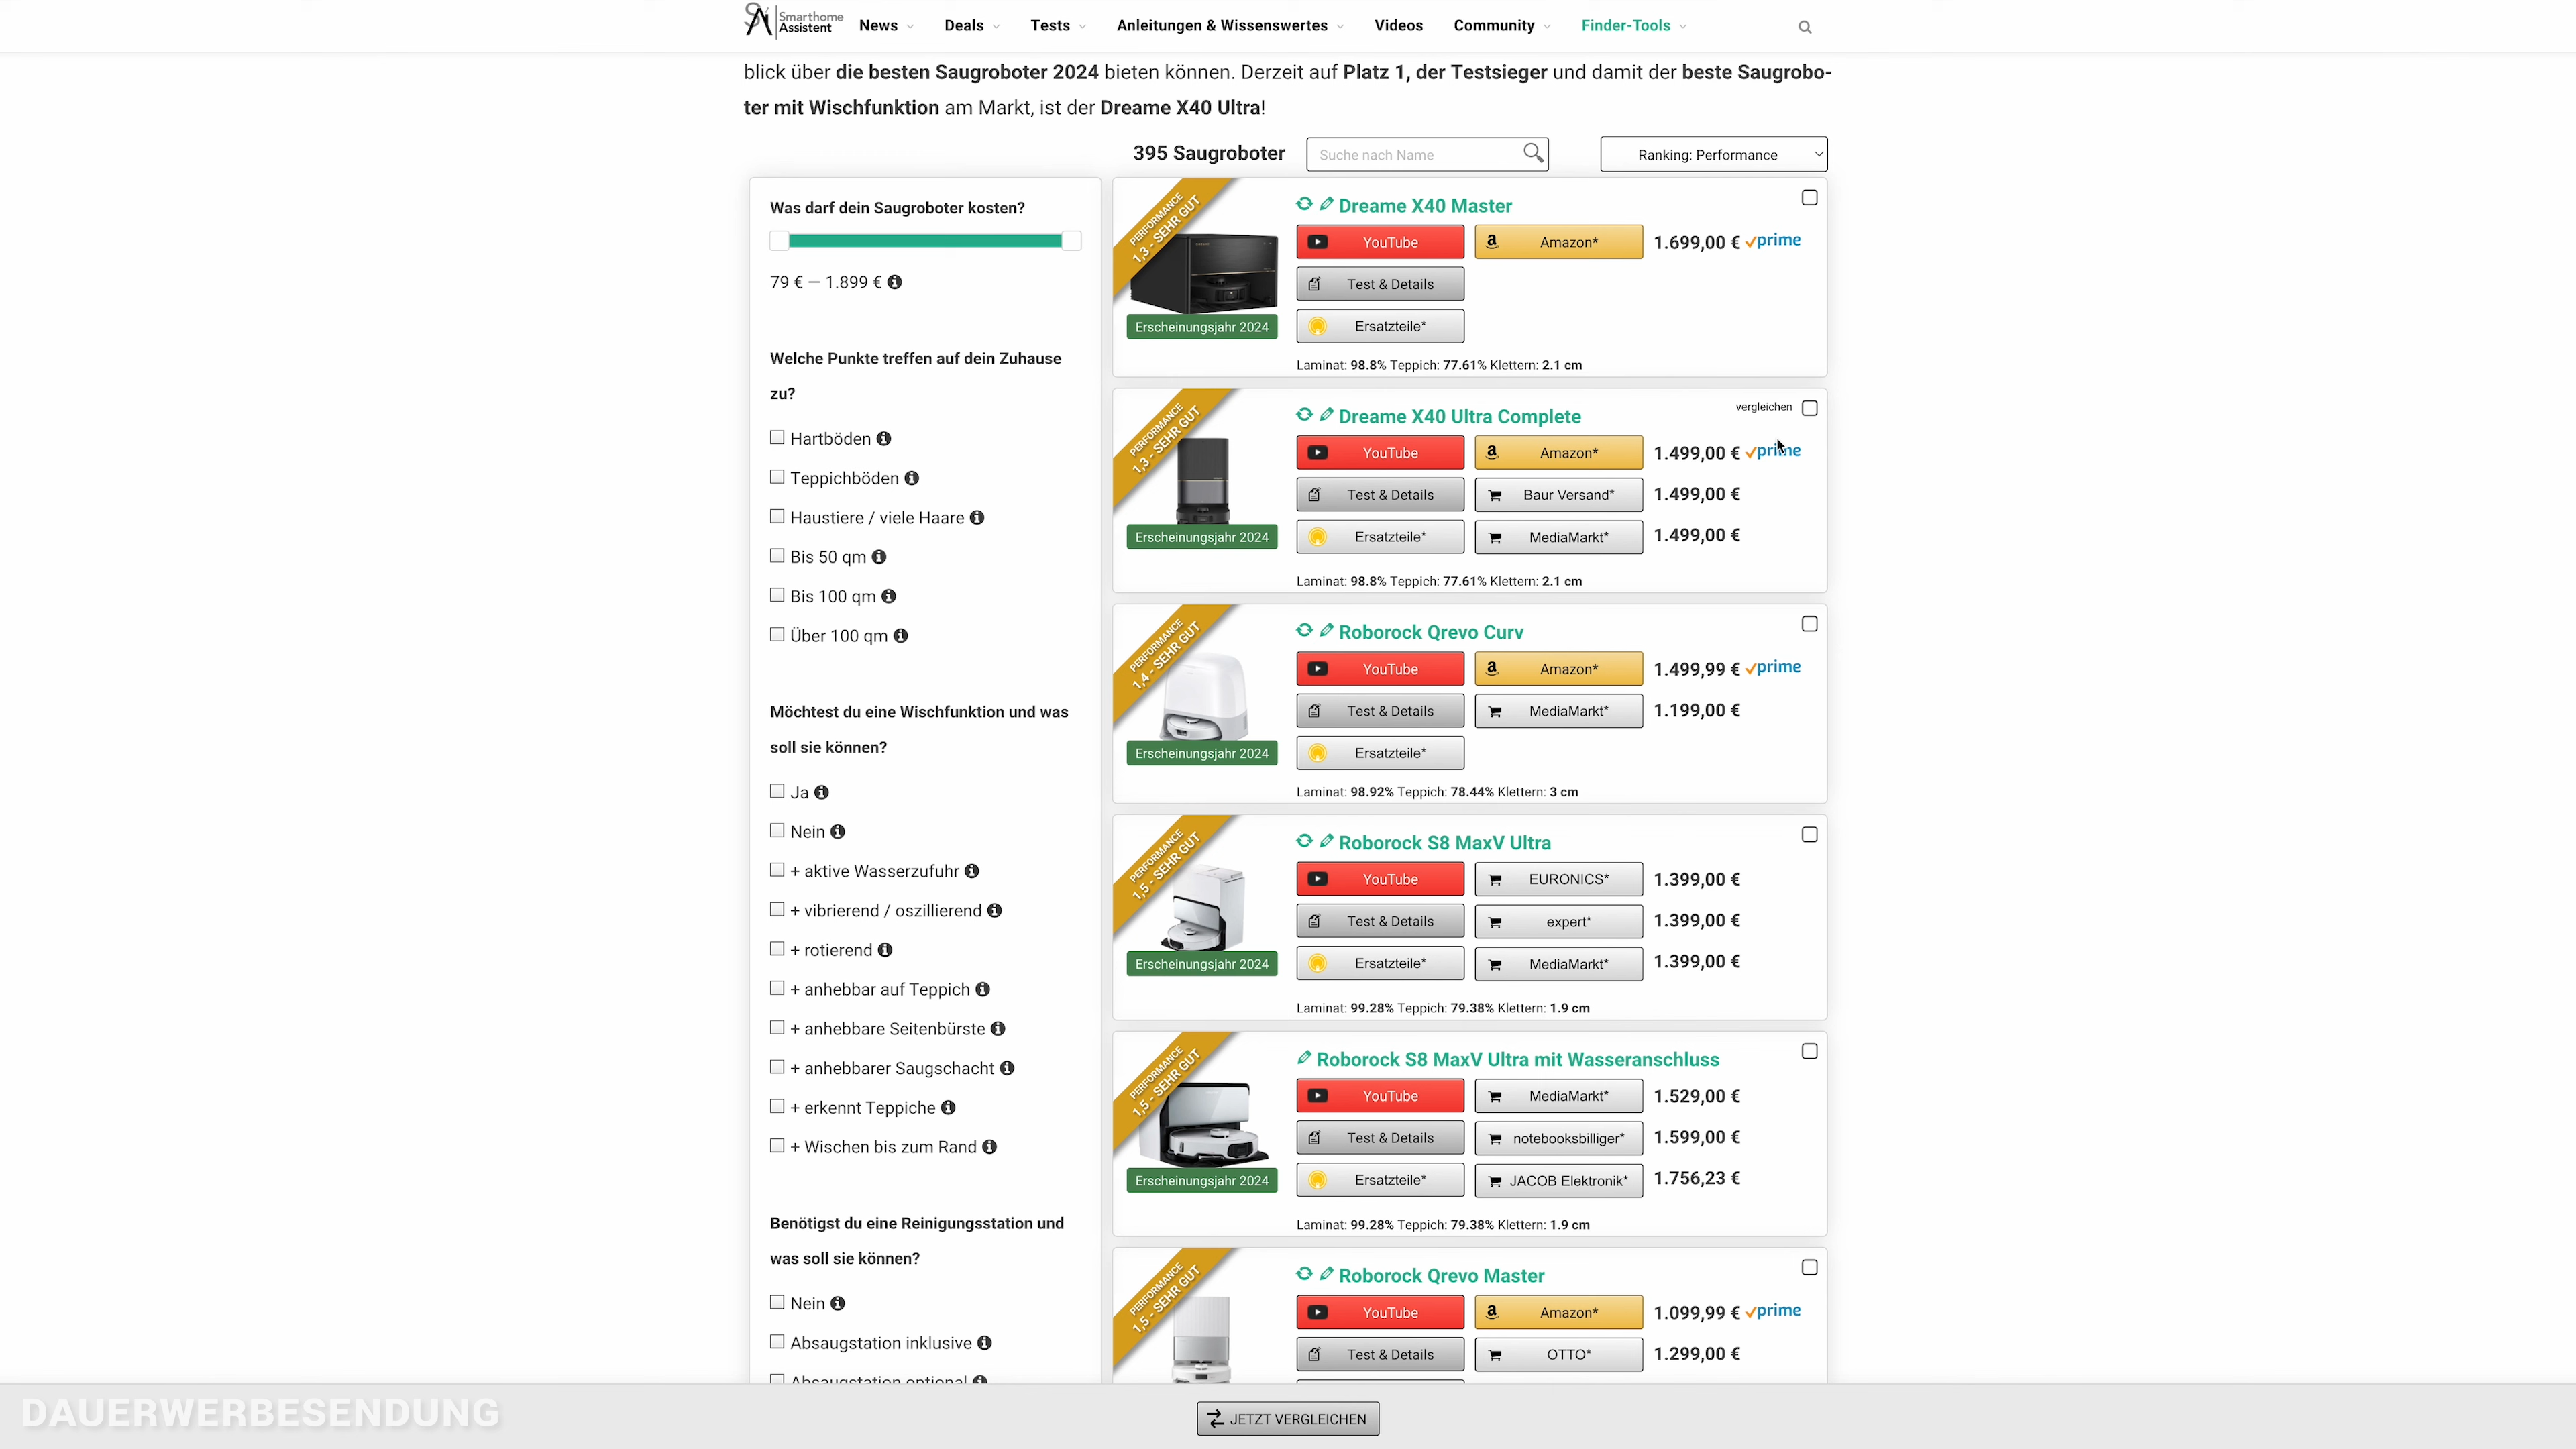 Smarthome
Assistent
News
Deals
Tests
Anleitungen & Wissenswertes
Videos
Community
Finder-Tools
blick über die besten Saugroboter 2024 bieten können. Derzeit auf Platz 1, der Testsieger und damit der beste Saugrobo-
ter mit Wischfunktion am Markt, ist der Dreame X40 Ultra!
395 Saugroboter
Suche nach Name
Ranking: Performance
Was darf dein Saugroboter kosten?
79 € — 1.899 €
Welche Punkte treffen auf dein Zuhause
zu?
Hartböden
Teppichböden
Haustiere / viele Haare
Bis 50 qm
Bis 100 qm
Über 100 qm
Möchtest du eine Wischfunktion und was
soll sie können?
Ja
Nein
+ aktive Wasserzufuhr
+ vibrierend / oszillierend
+ rotierend
+ anhebbar auf Teppich
+ anhebbare Seitenbürste
+ anhebbarer Saugschacht
+ erkennt Teppiche
+ Wischen bis zum Rand
Benötigst du eine Reinigungsstation und
was soll sie können?
Nein
Absaugstation inklusive
Absaugstation optional
PERFORMANCE
1,3 - SEHR GUT
Erscheinungsjahr 2024
Dreame X40 Master
YouTube
Amazon*
1.699,00 € prime
Test & Details
Ersatzteile*
Laminat: 98.8% Teppich: 77.61% Klettern: 2.1 cm
PERFORMANCE
1,3 - SEHR GUT
Erscheinungsjahr 2024
Dreame X40 Ultra Complete
vergleichen
YouTube
Amazon*
1.499,00 € prime
Test & Details
Baur Versand*
1.499,00 €
Ersatzteile*
MediaMarkt*
1.499,00 €
Laminat: 98.8% Teppich: 77.61% Klettern: 2.1 cm
PERFORMANCE
1,4 - SEHR GUT
Erscheinungsjahr 2024
Roborock Qrevo Curv
YouTube
Amazon*
1.499,99 € prime
Test & Details
MediaMarkt*
1.199,00 €
Ersatzteile*
Laminat: 98.92% Teppich: 78.44% Klettern: 3 cm
PERFORMANCE
1,5 - SEHR GUT
Erscheinungsjahr 2024
Roborock S8 MaxV Ultra
YouTube
EURONICS*
1.399,00 €
Test & Details
expert*
1.399,00 €
Ersatzteile*
MediaMarkt*
1.399,00 €
Laminat: 99.28% Teppich: 79.38% Klettern: 1.9 cm
PERFORMANCE
1,5 - SEHR GUT
Erscheinungsjahr 2024
Roborock S8 MaxV Ultra mit Wasseranschluss
YouTube
MediaMarkt*
1.529,00 €
Test & Details
notebooksbilliger*
1.599,00 €
Ersatzteile*
JACOB Elektronik*
1.756,23 €
Laminat: 99.28% Teppich: 79.38% Klettern: 1.9 cm
PERFORMANCE
1,5 - SEHR GUT
Roborock Qrevo Master
YouTube
Amazon*
1.099,99 € prime
Test & Details
OTTO*
1.299,00 €
DAUERWERBESENDUNG
JETZT VERGLEICHEN